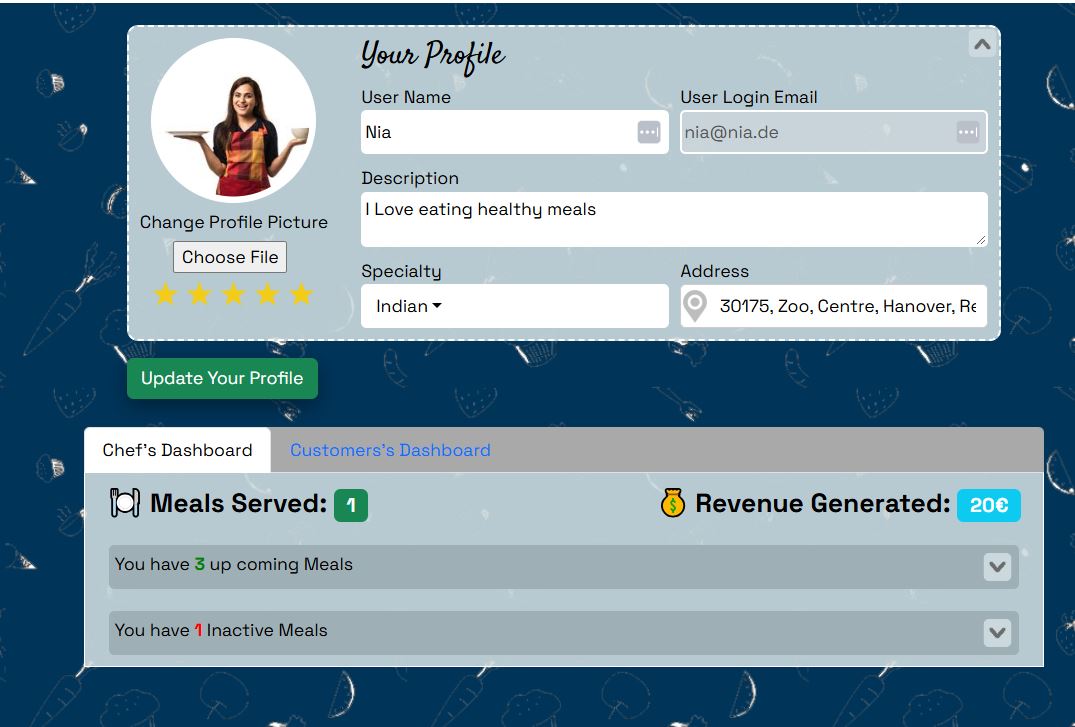 Your Profile
User Name
User Login Email
Nia
nia@nia.de
Description
I Love eating healthy meals
Change Profile Picture
Choose File
Specialty
Address
Indian
30175, Zoo, Centre, Hanover, Re
Update Your Profile
Chef's Dashboard
Customers's Dashboard
Meals Served: 1
Revenue Generated: 20€
You have 3 up coming Meals
You have 1 Inactive Meals